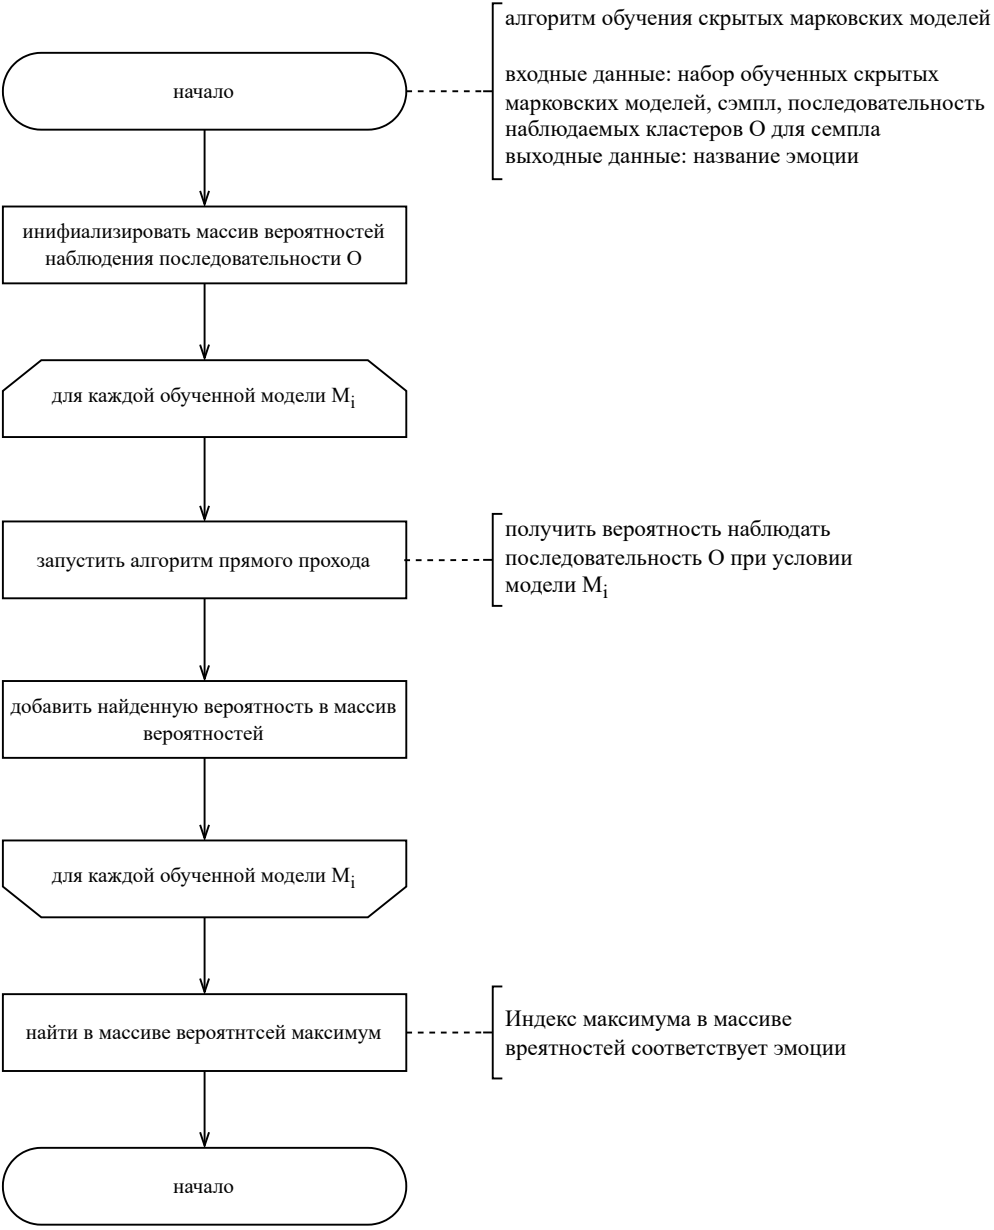 алгоритм обучения скрытых марковских моделей
входные данные: набор обученных скрытых
марковских моделей, сэмпл, последовательность
наблюдаемых кластеров O для семпла
выходные данные: название эмоции
начало
инифиализировать массив вероятностей
наблюдения последовательности O
для каждой обученной модели Mi
запустить алгоритм прямого прохода
получить вероятность наблюдать
последовательность O при условии
модели Mi
добавить найденную вероятность в массив
вероятностей
для каждой обученной модели Mi
найти в массиве вероятнтсей максимум
Индекс максимума в массиве
вреятностей соответствует эмоции
начало